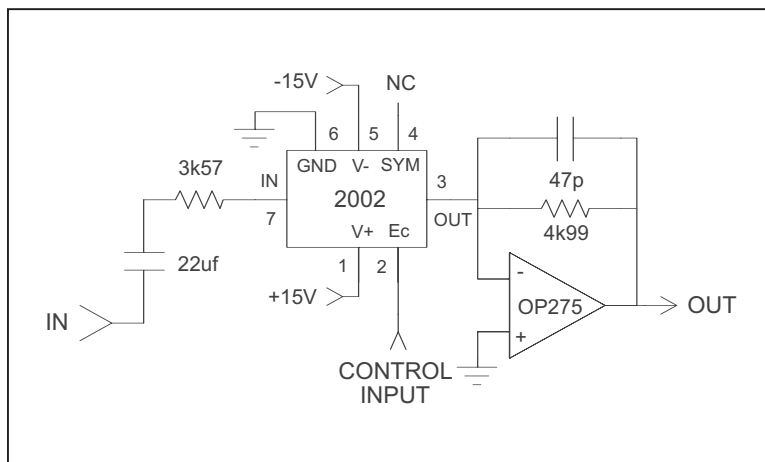 -15V
NC
6
5
4
3k57
IN
GND
V-
SYM
3
47p
2002
7
OUT
V+
Ec
4k99
22uf
1
2
-
+15V
OP275
OUT
IN
+
CONTROL
INPUT